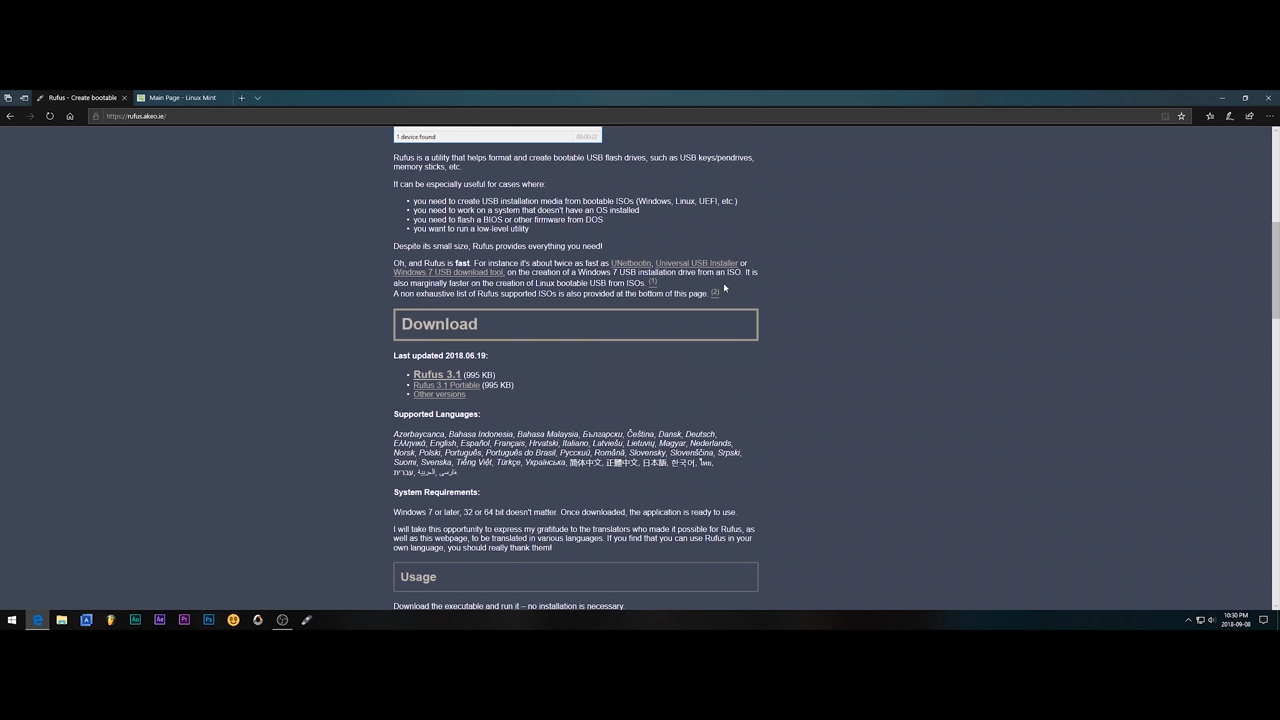 Rufus - Create bootable
Main Page - Linux Mint
https://rufus.akeo.ie/
1 device found 00:00:22
Rufus is a utility that helps format and create bootable USB flash drives, such as USB keys/pendrives,
memory sticks, etc.
It can be especially useful for cases where:
• you need to create USB installation media from bootable ISOs (Windows, Linux, UEFI, etc.)
• you need to work on a system that doesn't have an OS installed
• you need to flash a BIOS or other firmware from DOS
• you want to run a low-level utility
Despite its small size, Rufus provides everything you need!
Oh, and Rufus is fast. For instance it's about twice as fast as UNetbootin, Universal USB Installer or
Windows 7 USB download tool, on the creation of a Windows 7 USB installation drive from an ISO. It is
also marginally faster on the creation of Linux bootable USB from ISOs. (1)
A non exhaustive list of Rufus supported ISOs is also provided at the bottom of this page. (2)
Download
Last updated 2018.06.19:
• Rufus 3.1 (995 KB)
• Rufus 3.1 Portable (995 KB)
• Other versions
Supported Languages:
Azərbaycanca, Bahasa Indonesia, Bahasa Malaysia, Български, Čeština, Dansk, Deutsch,
Ελληνικά, English, Español, Français, Hrvatski, Italiano, Latviešu, Lietuvių, Magyar, Nederlands,
Norsk, Polski, Português, Português do Brasil, Русский, Română, Slovensky, Slovenščina, Srpski,
Suomi, Svenska, Tiếng Việt, Türkçe, Українська, 简体中文, 正體中文, 日本語, 한국어, ไทย,
עברית, العربية, فارسی.
System Requirements:
Windows 7 or later, 32 or 64 bit doesn't matter. Once downloaded, the application is ready to use.
I will take this opportunity to express my gratitude to the translators who made it possible for Rufus, as
well as this webpage, to be translated in various languages. If you find that you can use Rufus in your
own language, you should really thank them!
Usage
Download the executable and run it – no installation is necessary.
Au Ae Pr Ps
10:30 PM
2018-09-08